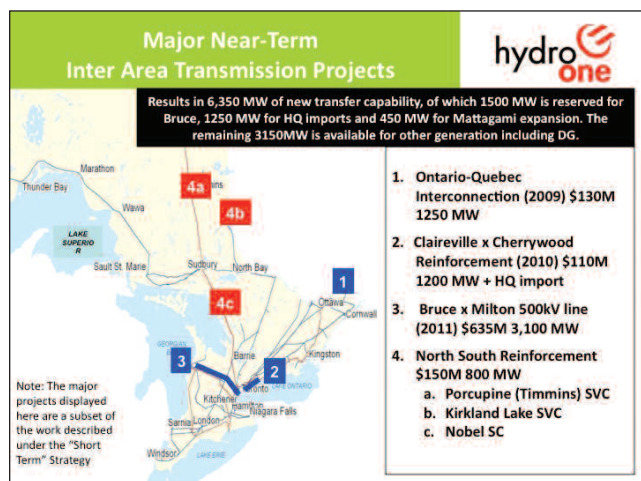 Major Near-Term
Inter Area Transmission Projects
hydro
one
Results in 6,350 MW of new transfer capability, of which 1500 MW is reserved for
Bruce, 1250 MW for HQ imports and 450 MW for Mattagami expansion. The
remaining 3150MW is available for other generation including DG.
Marathon
Thunder Bay
Wawa
LAKE
SUPERIO
R
Sault St. Marie
4a
mins
4b
Sudbury
North Bay
4c
1
Ottawa
Cornwall
GEORGIAN
Barrie
Kingston
3
2
Toronto
LAKE ONTARIO
Kitchener
Hamilton
Niagara Falls
London
Sarnia
Windsor
LAKE ERIE
Note: The major
projects displayed
here are a subset of
the work described
under the "Short
Term" Strategy
1. Ontario-Quebec
Interconnection (2009) $130M
1250 MW
2. Claireville x Cherrywood
Reinforcement (2010) $110M
1200 MW + HQ import
3. Bruce x Milton 500kV line
(2011) $635M 3,100 MW
4. North South Reinforcement
$150M 800 MW
a. Porcupine (Timmins) SVC
b. Kirkland Lake SVC
c. Nobel SC